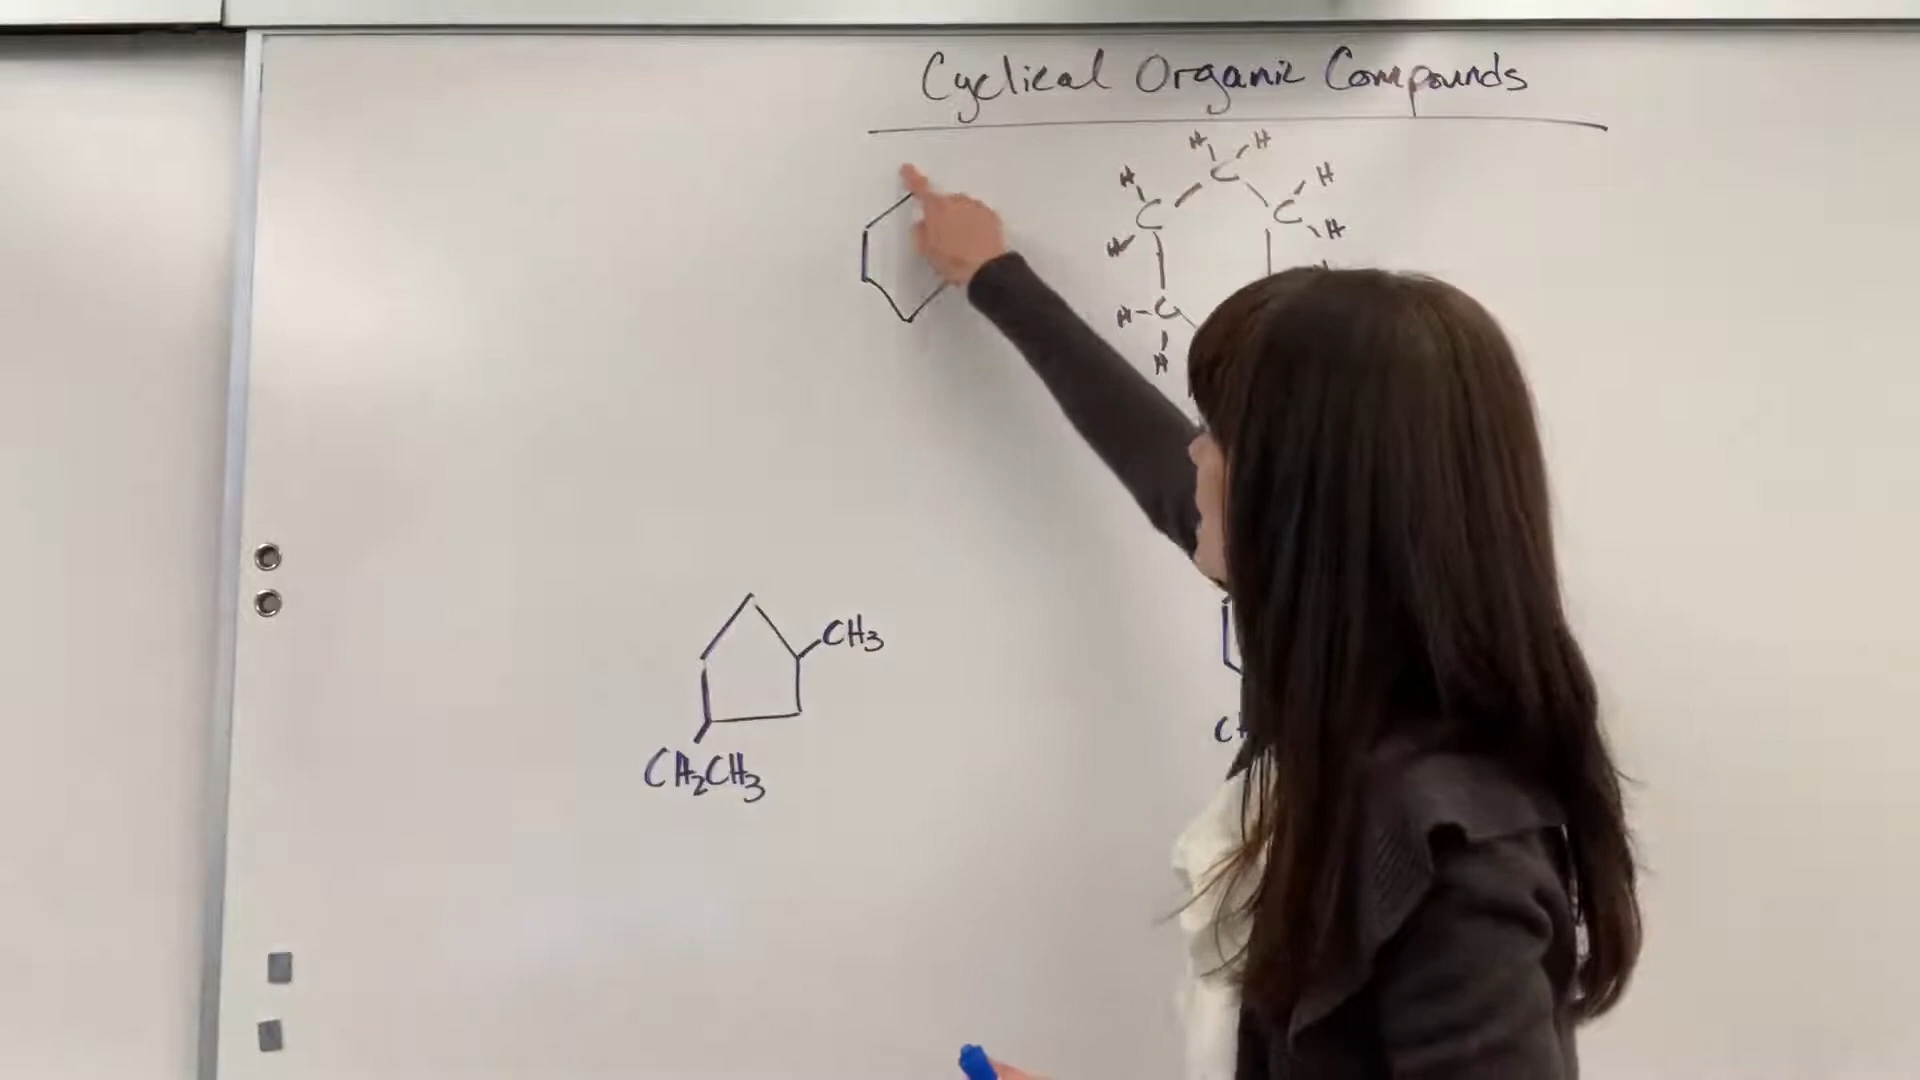 Cyclical Organic Compounds
H H
H C H
C C
H H
H-C
H
CH3
CH2CH3